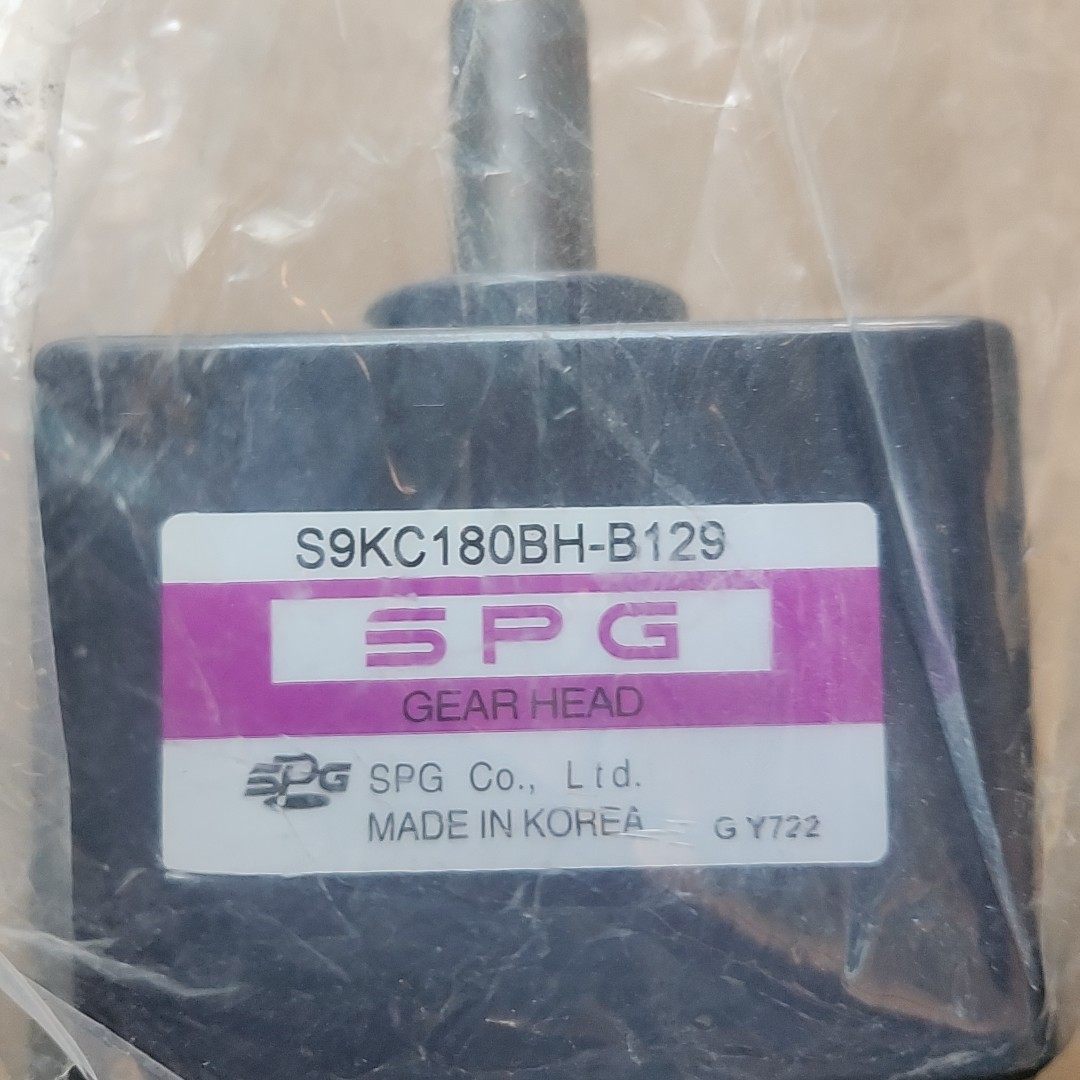 S9KC180BH-B129
SPG
GEAR HEAD
SPG SPG Co., Ltd.
MADE IN KOREA G Y722